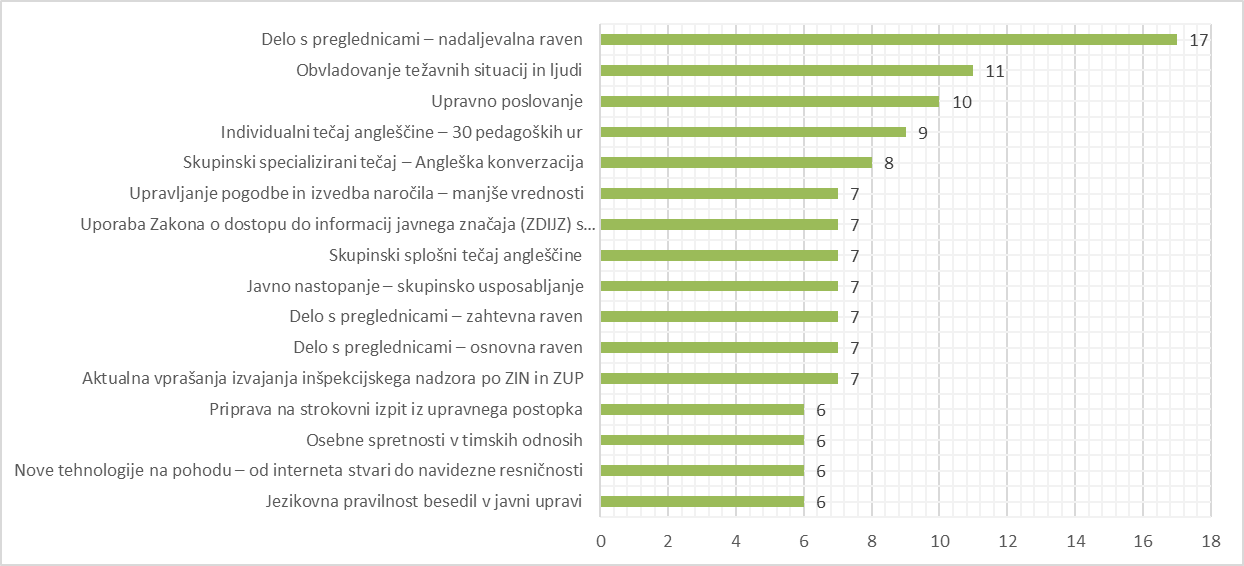 Delo s preglednicami – nadaljevalna raven 17
Obvladovanje težavnih situacij in ljudi 11
Upravno poslovanje 10
Individualni tečaj angleščine – 30 pedagoških ur 9
Skupinski specializirani tečaj – Angleška konverzacija 8
Upravljanje pogodbe in izvedba naročila – manjše vrednosti 7
Uporaba Zakona o dostopu do informacij javnega značaja (ZDIJZ) s... 7
Skupinski splošni tečaj angleščine 7
Javno nastopanje – skupinsko usposabljanje 7
Delo s preglednicami – zahtevna raven 7
Delo s preglednicami – osnovna raven 7
Aktualna vprašanja izvajanja inšpekcijskega nadzora po ZIN in ZUP 7
Priprava na strokovni izpit iz upravnega postopka 6
Osebne spretnosti v timskih odnosih 6
Nove tehnologije na pohodu – od interneta stvari do navidezne resničnosti 6
Jezikovna pravilnost besedil v javni upravi 6
0 2 4 6 8 10 12 14 16 18